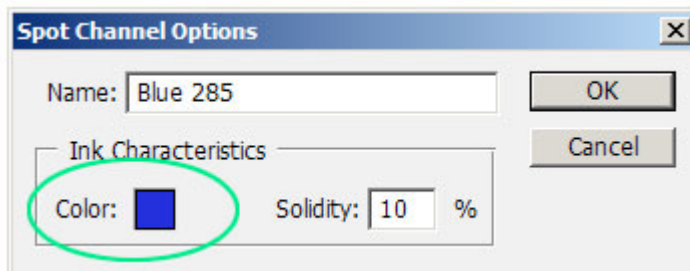 Spot Channel Options
Name: Blue 285
OK
Ink Characteristics
Cancel
Color: Solidity: 10 %